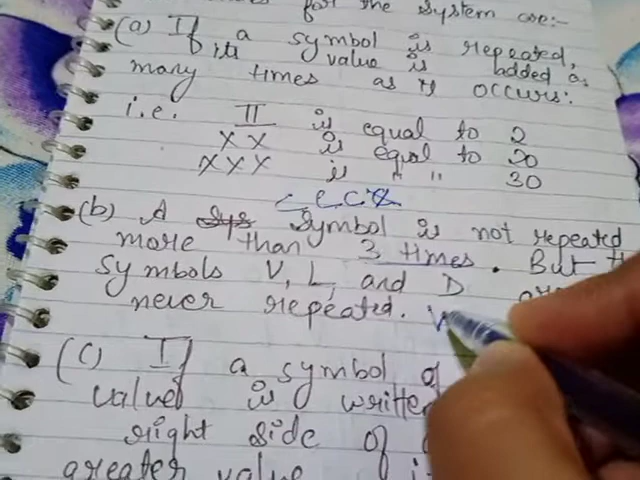 for the system are:-
(a) If a symbol is repeated,
its value is added as
many times as it occurs:
i.e. II is equal to 2
XX is equal to 20
XXX is " " 30
(b) A symbol is not repeated
more than 3 times. But
symbols V, L, and D
never repeated. V
(c) If a symbol of
value is written
right side of
greater value